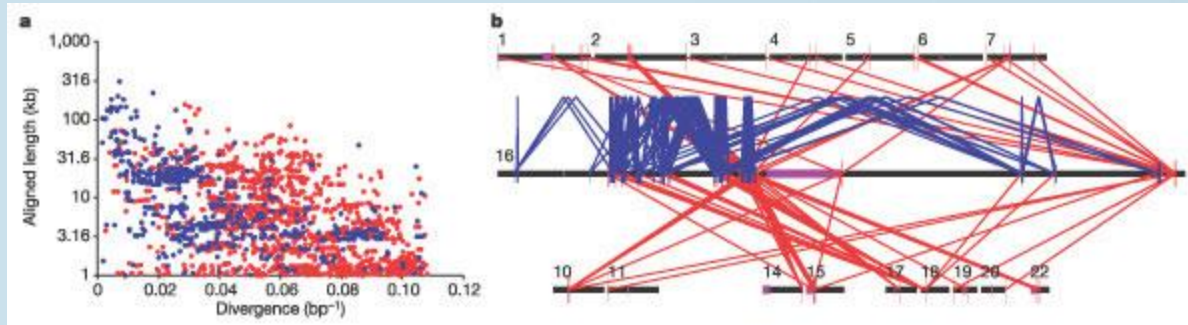 a
Aligned length (kb)
1,000
316
100
31.6
10
3.16
1
0 0.02 0.04 0.06 0.08 0.10 0.12
Divergence (bp⁻¹)
b
1 2 3 4 5 6 7
16
10 11 14 15 17 18 19 20 22